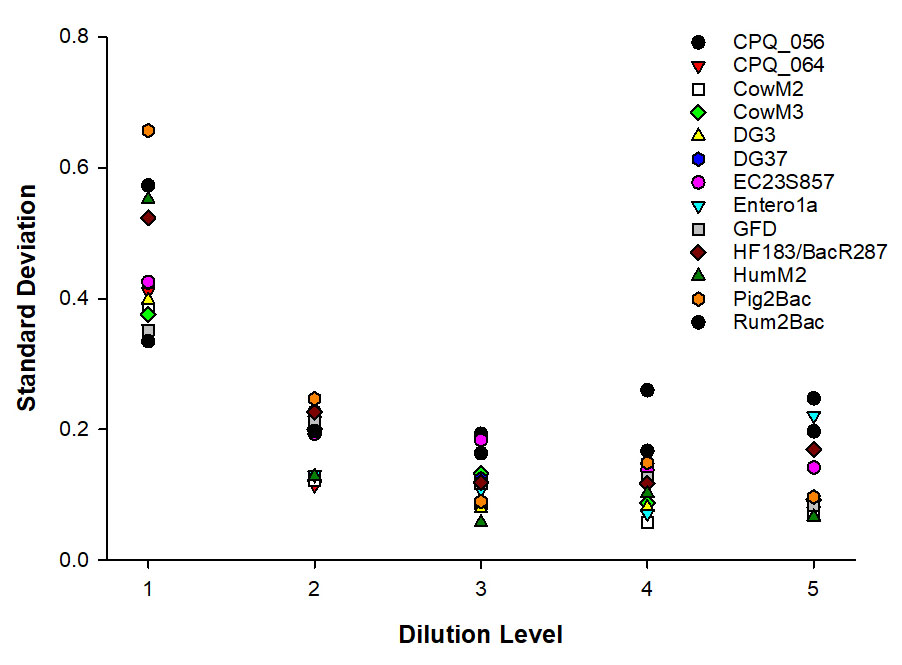 0.8
0.6
0.4
0.2
0.0
Standard Deviation
1 2 3 4 5
Dilution Level
CPQ_056
CPQ_064
CowM2
CowM3
DG3
DG37
EC23S857
Entero1a
GFD
HF183/BacR287
HumM2
Pig2Bac
Rum2Bac